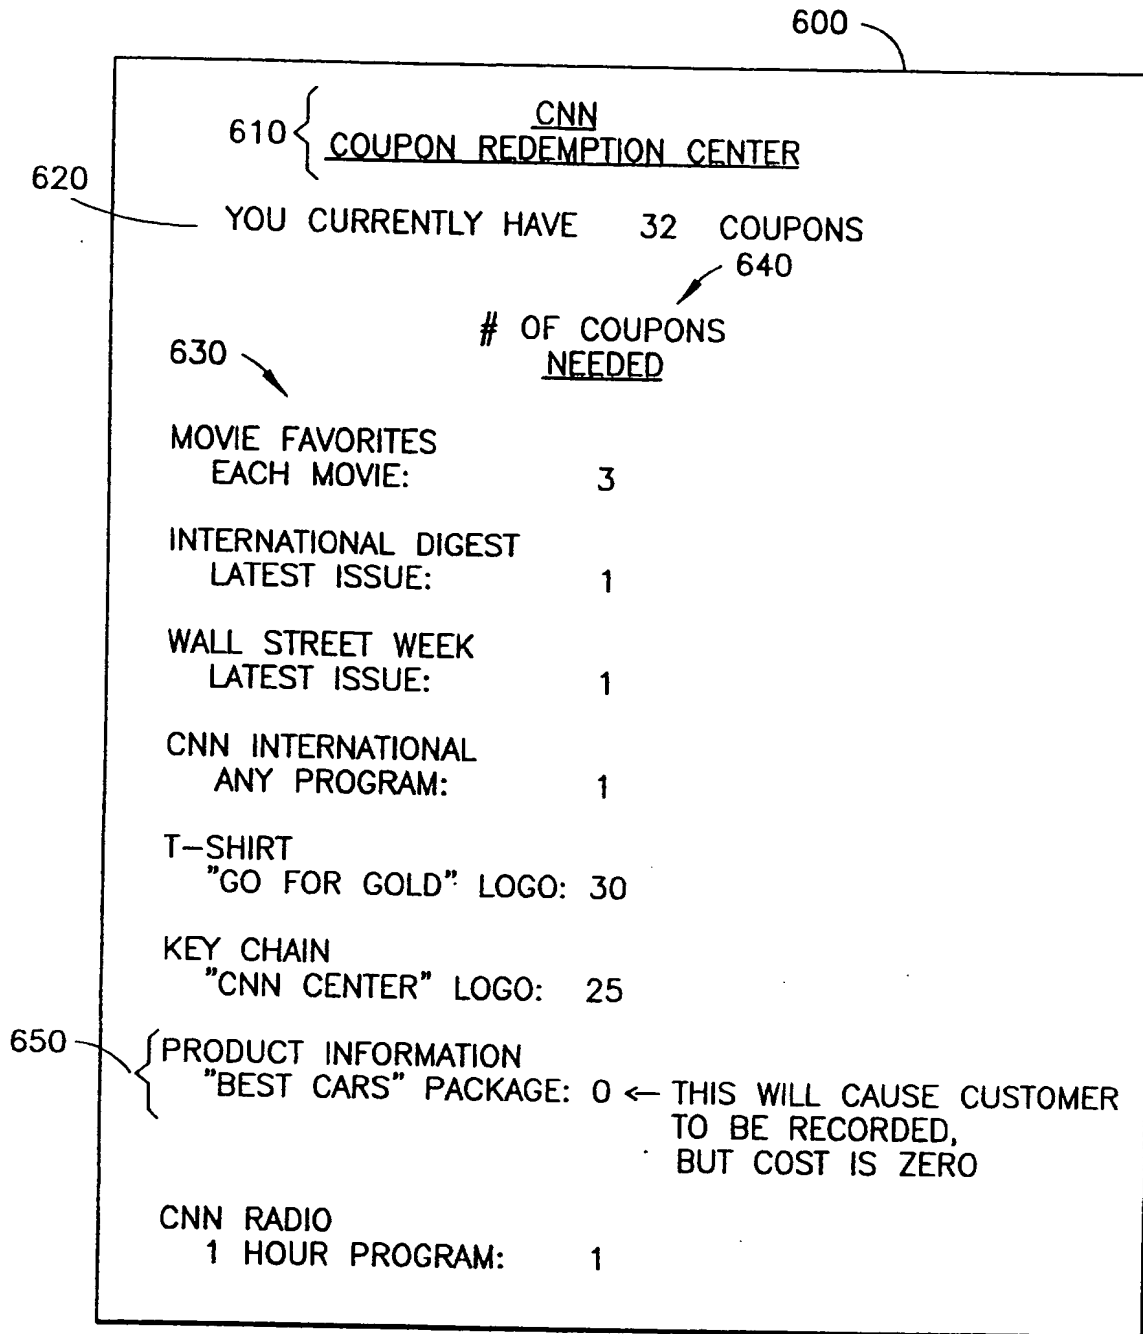 600
610 CNN
COUPON REDEMPTION CENTER
620
YOU CURRENTLY HAVE 32 COUPONS
640
# OF COUPONS
NEEDED
630
MOVIE FAVORITES
EACH MOVIE: 3
INTERNATIONAL DIGEST
LATEST ISSUE: 1
WALL STREET WEEK
LATEST ISSUE: 1
CNN INTERNATIONAL
ANY PROGRAM: 1
T-SHIRT
"GO FOR GOLD" LOGO: 30
KEY CHAIN
"CNN CENTER" LOGO: 25
650 PRODUCT INFORMATION
"BEST CARS" PACKAGE: 0 ← THIS WILL CAUSE CUSTOMER
TO BE RECORDED,
BUT COST IS ZERO
CNN RADIO
1 HOUR PROGRAM: 1